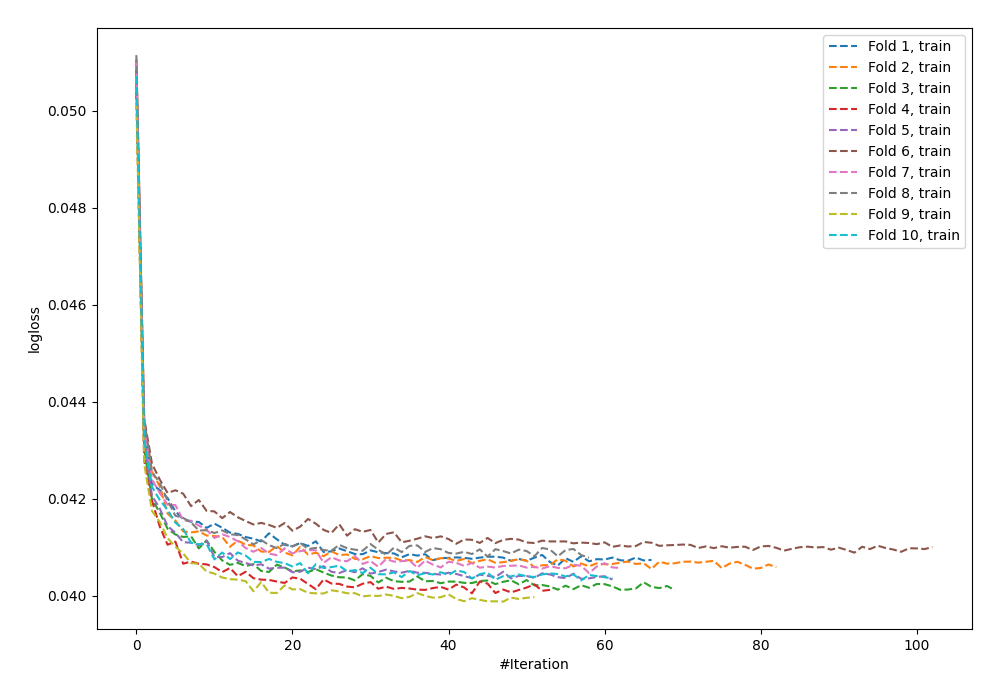 Fold 1, train
Fold 2, train
Fold 3, train
Fold 4, train
Fold 5, train
Fold 6, train
Fold 7, train
Fold 8, train
Fold 9, train
Fold 10, train
0.050
0.048
0.046
0.044
0.042
0.040
logloss
0 20 40 60 80 100
#Iteration